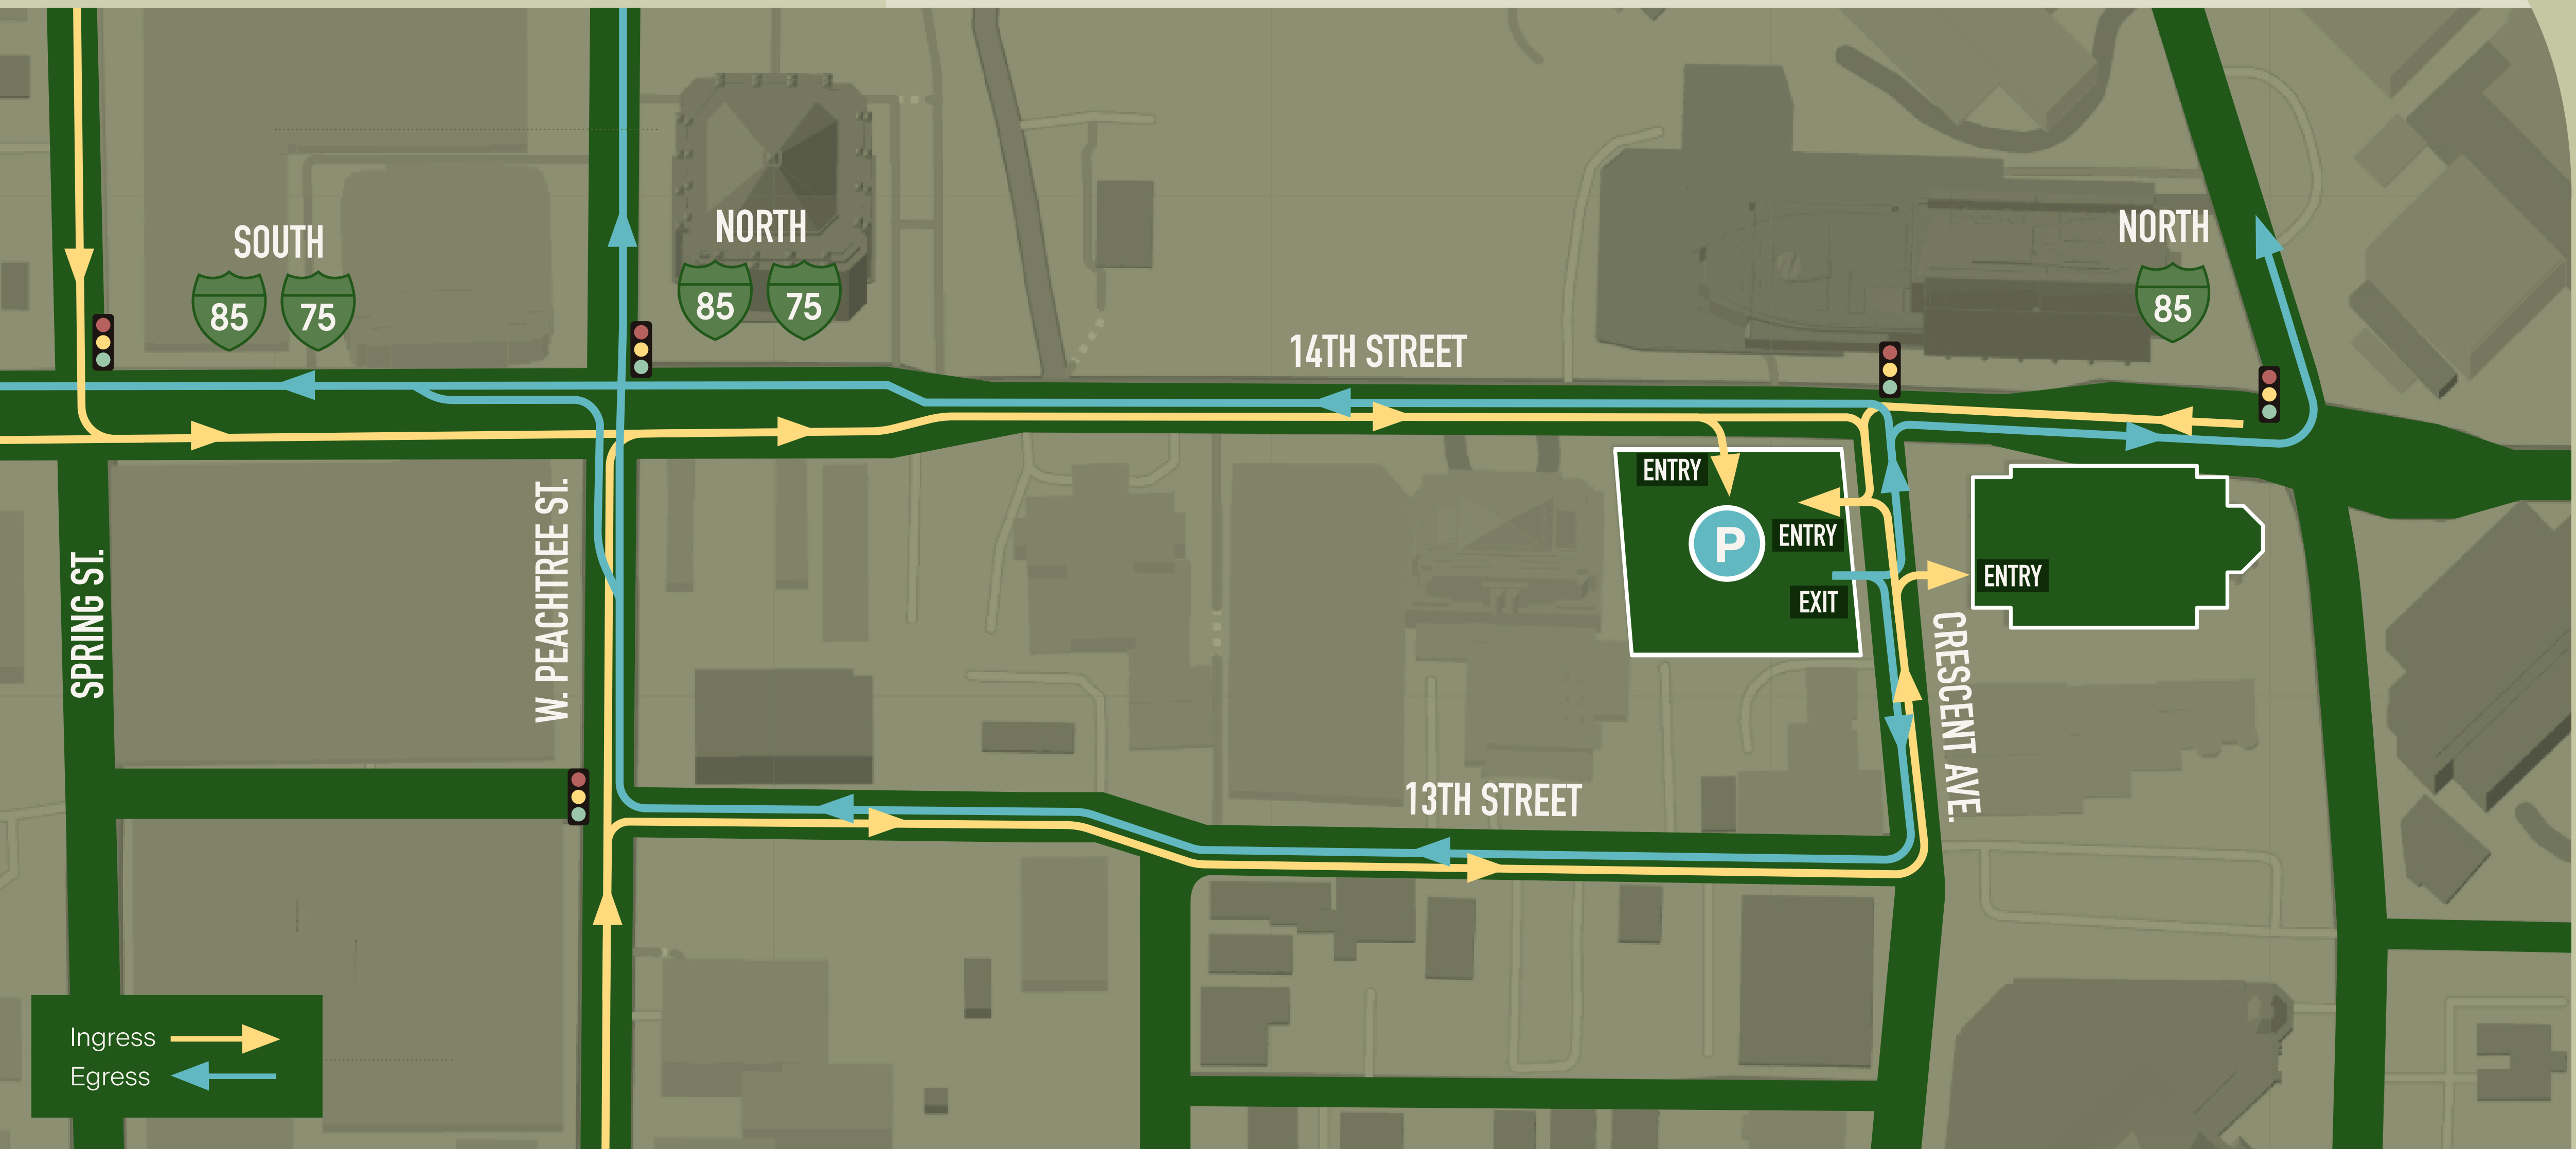 SOUTH
85
75
NORTH
85
75
NORTH
85
14TH STREET
ENTRY
P
ENTRY
EXIT
ENTRY
SPRING ST.
W. PEACHTREE ST.
CRESCENT AVE.
13TH STREET
Ingress
Egress